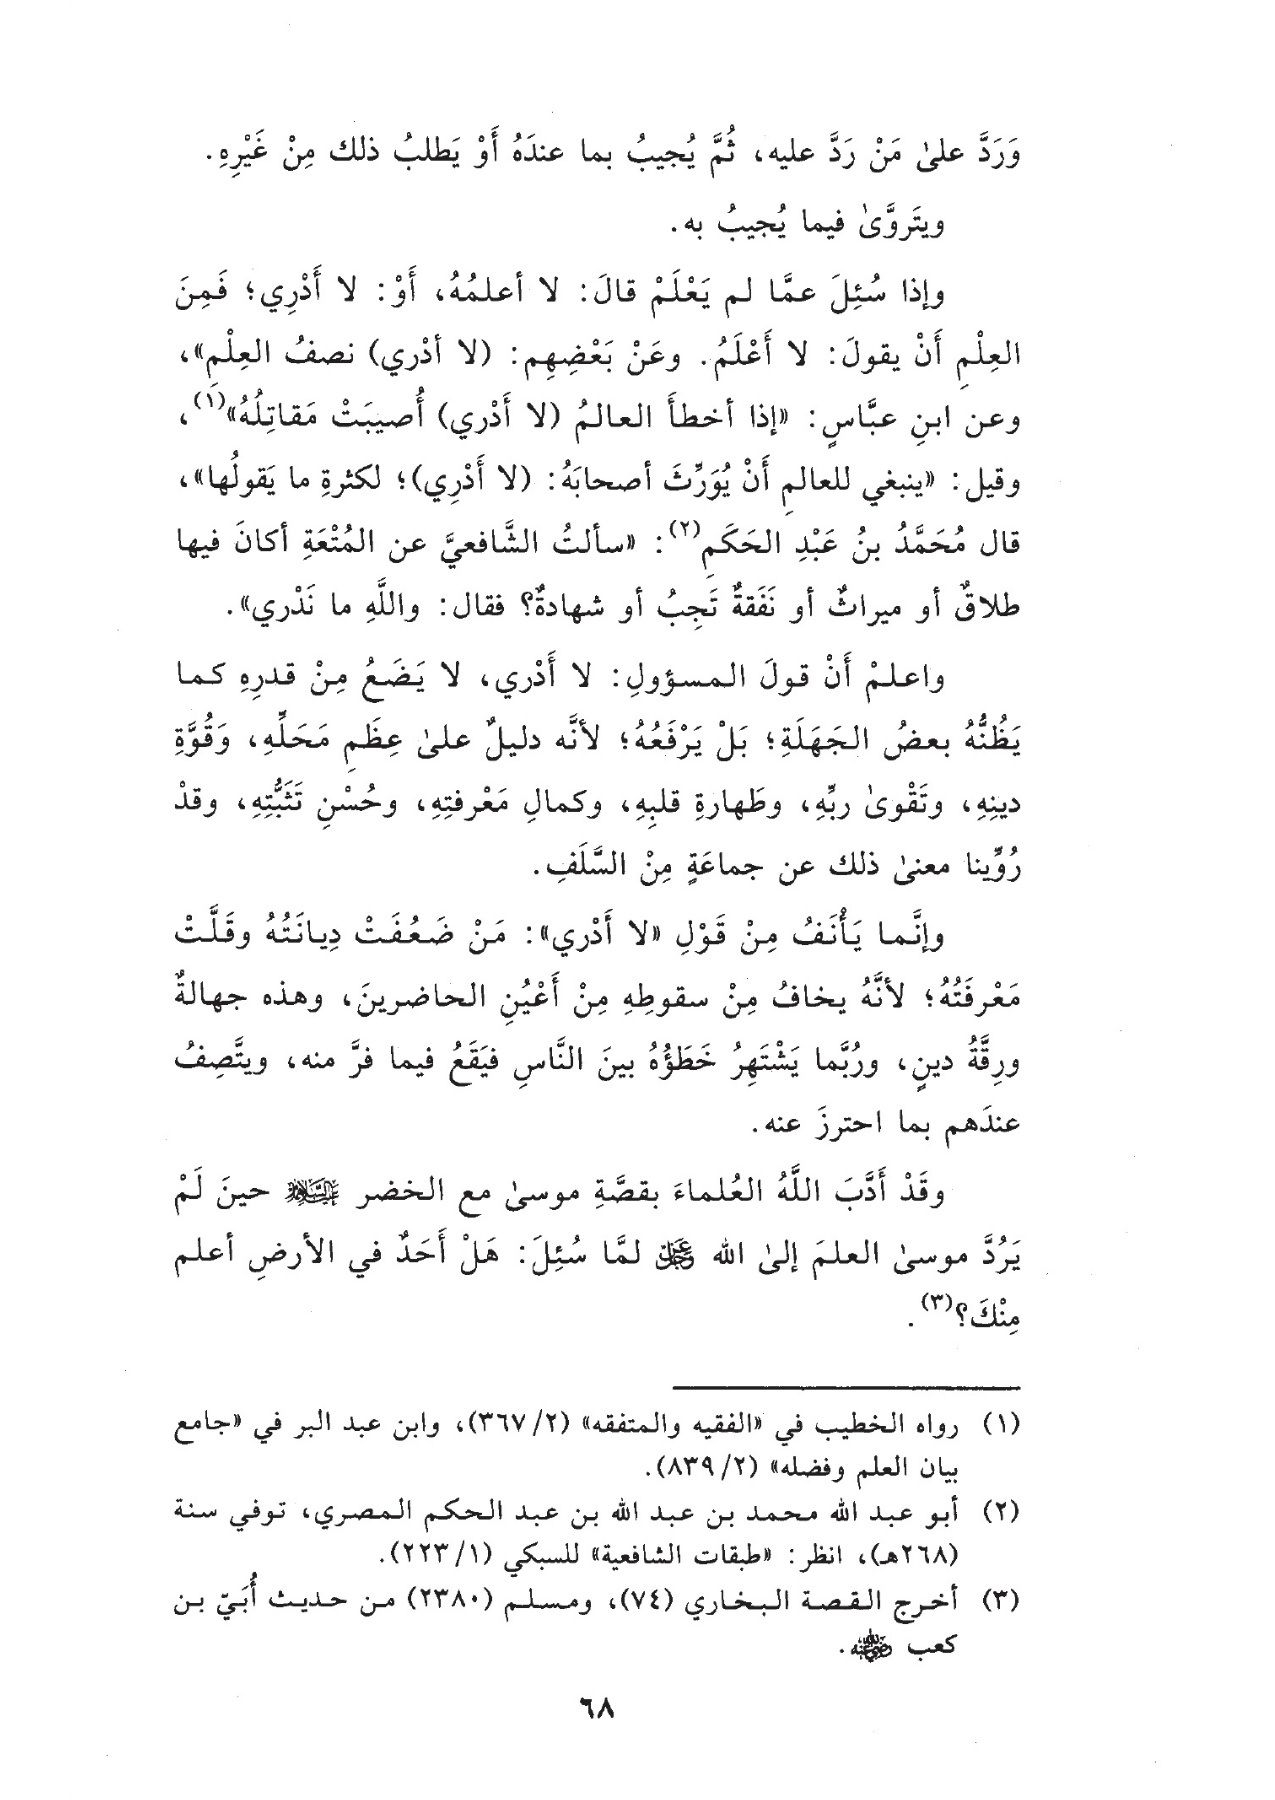 وَرَدَّ علىٰ مَنْ رَدَّ عليه، ثُمَّ يُجيبُ بما عندَهُ أَوْ يَطلبُ ذلك مِنْ غَيْرِهِ.
ويتَروَّىٰ فيما يُجيبُ به.
وإذا سُئِلَ عمَّا لم يَعْلَمْ قالَ: لا أعلمُهُ، أَوْ: لا أَدْرِي؛ فَمِنَ
العِلْمِ أَنْ يقولَ: لا أَعْلَمُ. وعَنْ بَعْضِهِم: (لا أدْري) نصفُ العِلْمِ»،
وعن ابنِ عبَّاسٍ: «إذا أخطأَ العالمُ (لا أَدْري) أُصيبَتْ مَقاتِلُهُ»(١)،
وقيل: «ينبغي للعالمِ أَنْ يُوَرِّثَ أصحابَهُ: (لا أَدْرِي)؛ لكثرةِ ما يَقولُها»،
قال مُحَمَّدُ بنُ عَبْدِ الحَكَمِ(٢): «سألتُ الشَّافعيَّ عن المُتْعَةِ أكانَ فيها
طلاقٌ أو ميراثٌ أو نَفَقةٌ تَجِبُ أو شهادةٌ؟ فقال: واللَّهِ ما نَدْري».
واعلمْ أَنْ قولَ المسؤولِ: لا أَدْري، لا يَضَعُ مِنْ قدرِهِ كما
يَظُنُّهُ بعضُ الجَهَلَةِ؛ بَلْ يَرْفَعُهُ؛ لأنَّه دليلٌ علىٰ عِظَمِ مَحَلِّهِ، وَقُوَّةِ
دينِهِ، وتَقْوىٰ ربِّهِ، وطَهارةِ قلبِهِ، وكمالِ مَعْرفتِهِ، وحُسْنِ تَثَبُّتِهِ، وقدْ
رُوِّينا معنىٰ ذلك عن جماعَةٍ مِنْ السَّلَفِ.
وإنَّما يَأْنَفُ مِنْ قَوْلِ «لا أَدْري»: مَنْ ضَعُفَتْ دِيانَتُهُ وقَلَّتْ
مَعْرفَتُهُ؛ لأنَّهُ يخافُ مِنْ سقوطِهِ مِنْ أَعْيُنِ الحاضرينَ، وهذه جهالةٌ
ورِقَّةُ دينٍ، ورُبَّما يَشْتَهِرُ خَطَؤُهُ بينَ النَّاسِ فيَقَعُ فيما فرَّ منه، ويتَّصِفُ
عندَهم بما احترزَ عنه.
وقَدْ أَدَّبَ اللَّهُ العُلماءَ بقصَّةِ موسىٰ مع الخضر عليهما السلام حينَ لَمْ
يَرُدَّ موسىٰ العلمَ إلىٰ الله عز وجل لمَّا سُئِلَ: هَلْ أَحَدٌ في الأرضِ أعلم
مِنْكَ؟(٣).
(١) رواه الخطيب في «الفقيه والمتفقه» (٢/ ٣٦٧)، وابن عبد البر في «جامع
بيان العلم وفضله» (٢/ ٨٣٩).
(٢) أبو عبد الله محمد بن عبد الله بن عبد الحكم المصري، توفي سنة
(٢٦٨هـ)، انظر: «طبقات الشافعية» للسبكي (١/ ٢٢٣).
(٣) أخرج القصة البخاري (٧٤)، ومسلم (٢٣٨٠) من حديث أُبَيّ بن
كعب رضي الله عنه.
٦٨